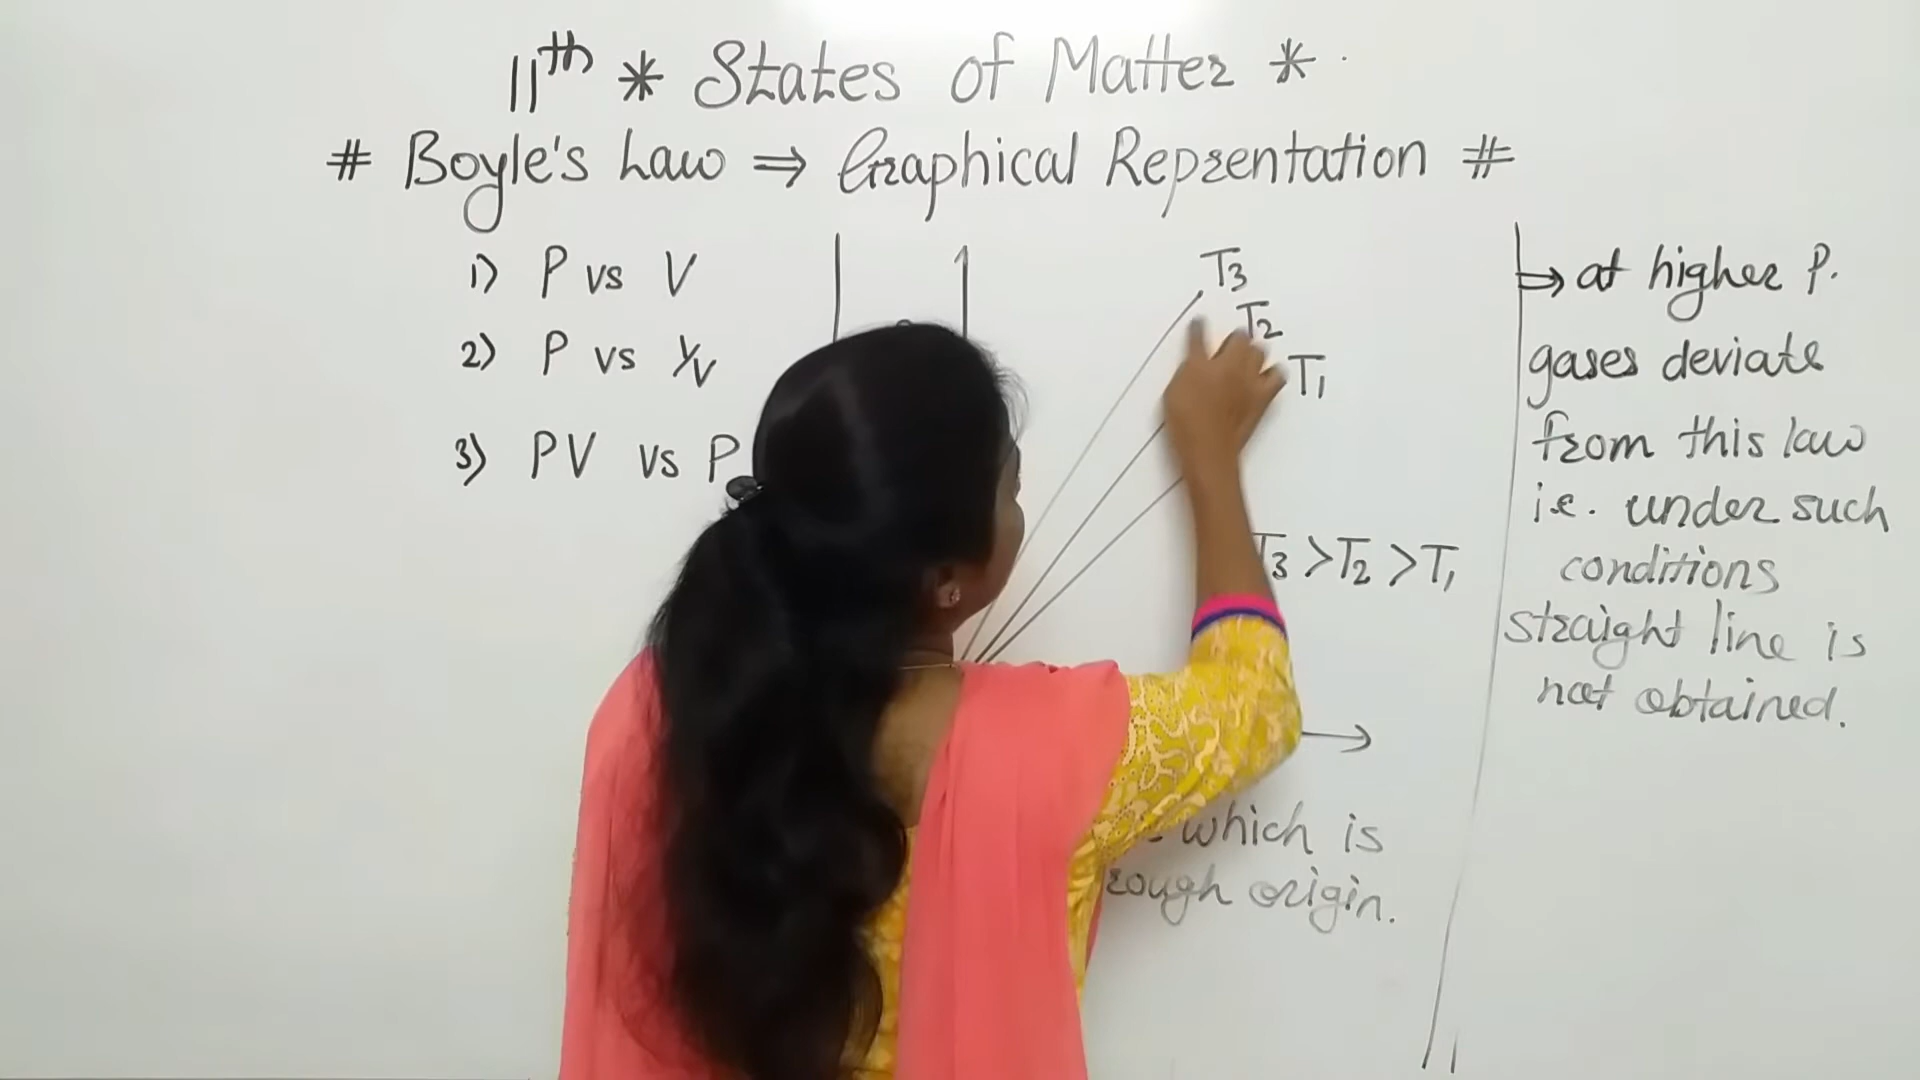 11th * States of Matter *
# Boyle's Law ⇒ Graphical Reprsentation #
1) P vs V
2) P vs 1/V
3) PV vs P
T3
T2
T1
T3 >T2 >T1
which is
origin.
→ at higher P.
gases deviate
from this law
i.e. under such
conditions
straight line is
not obtained.